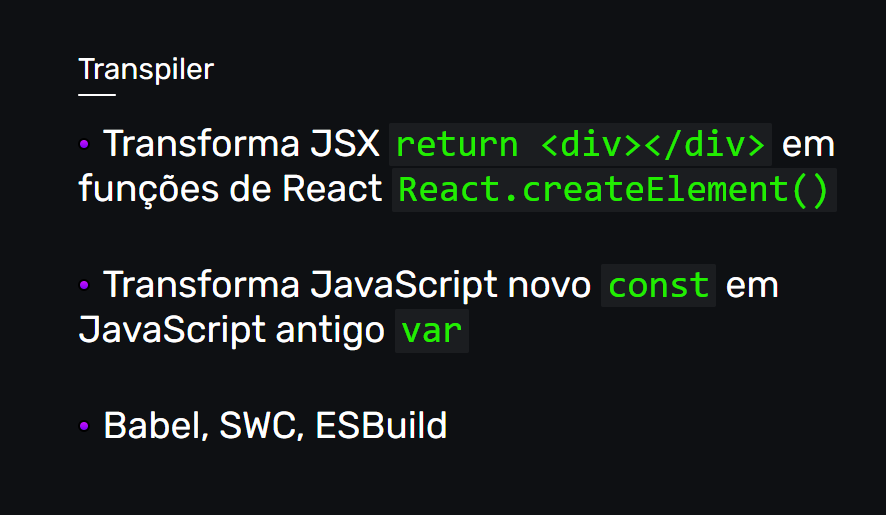 Transpiler
• Transforma JSX return <div></div> em
funções de React React.createElement()
• Transforma JavaScript novo const em
JavaScript antigo var
• Babel, SWC, ESBuild